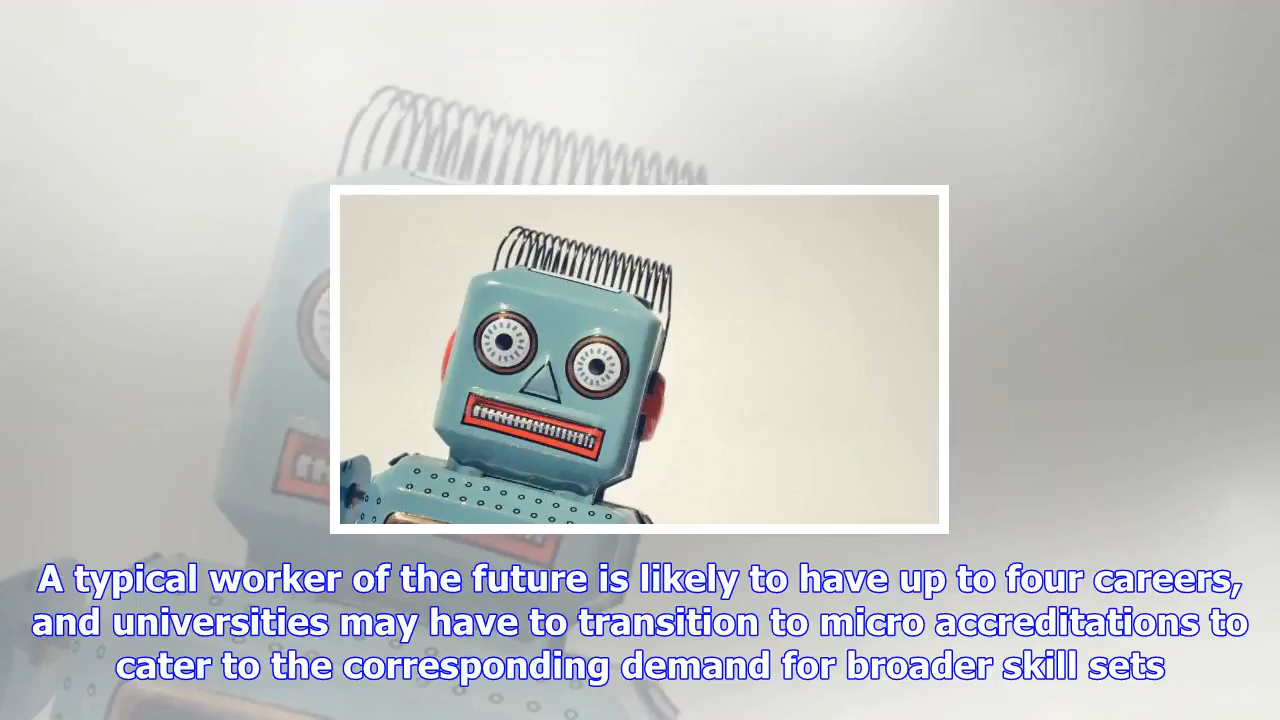 A typical worker of the future is likely to have up to four careers,
and universities may have to transition to micro accreditations to
cater to the corresponding demand for broader skill sets